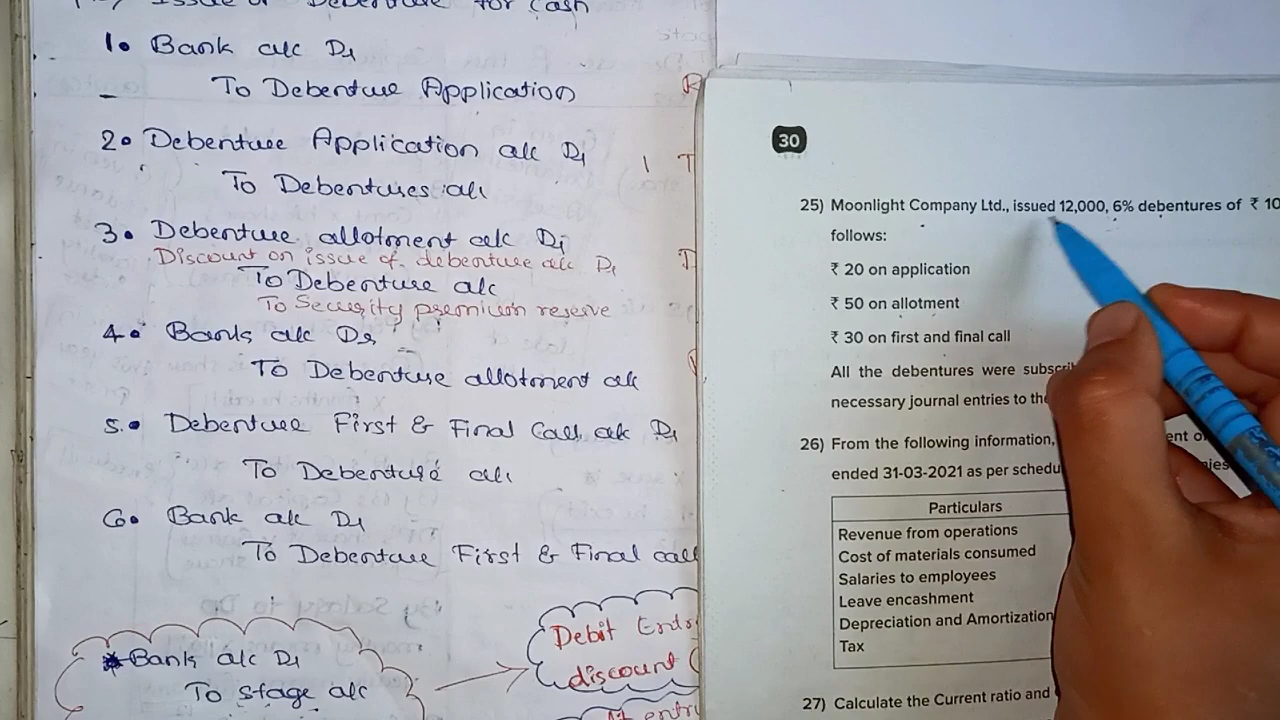 Issue of Debenture for Cash
1. Bank a/c Dr
To Debenture Application
2. Debenture Application a/c Dr
To Debentures a/c
3. Debenture allotment a/c Dr
Discount on issue of debenture a/c Dr
To Debenture a/c
To Security premium reserve
4. Banks a/c Dr
To Debenture allotment a/c
5. Debenture First & Final Call a/c Dr
To Debenture a/c
6. Bank a/c Dr
To Debenture First & Final call
Bank a/c Dr
To stage a/c
Debit
discount
30
25) Moonlight Company Ltd., issued 12,000, 6% debentures of ₹ 10
follows:
₹ 20 on application
₹ 50 on allotment
₹ 30 on first and final call
All the debentures were
necessary journal entries to the
26) From the following information,
ended 31-03-2021 as per
Particulars
Revenue from operations
Cost of materials consumed
Salaries to employees
Leave encashment
Depreciation and Amortization
Tax
27) Calculate the Current ratio and